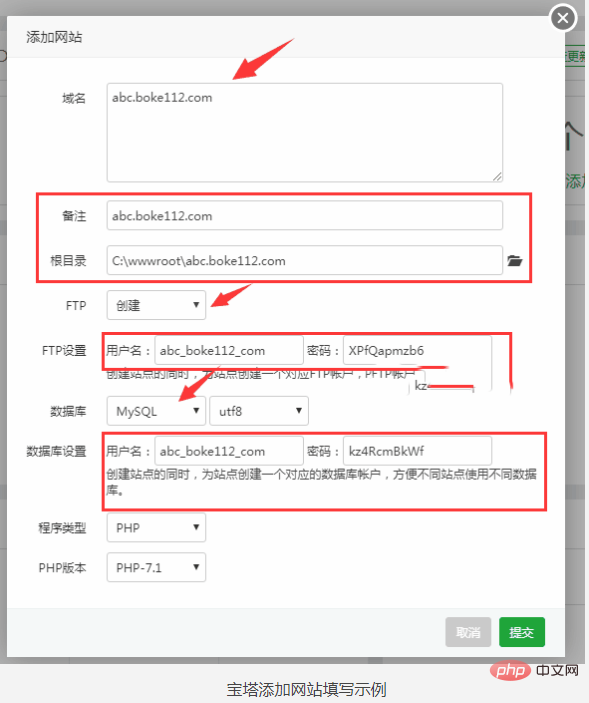 添加网站
域名
abc.boke112.com
备注
abc.boke112.com
根目录
C:\wwwroot\abc.boke112.com
FTP
创建
FTP设置
用户名：abc_boke112_com 密码：XPfQapmzb6
创建站点的同时，为站点创建一个对应FTP帐户，
kz
数据库
MySQL utf8
数据库设置
用户名：abc_boke112_com 密码：kz4RcmBkWf
创建站点的同时，为站点创建一个对应的数据库帐户，方便不同站点使用不同数据
库。
程序类型
PHP
PHP版本
PHP-7.1
取消 提交
php 中文网
宝塔添加网站填写示例
更新
个
添加